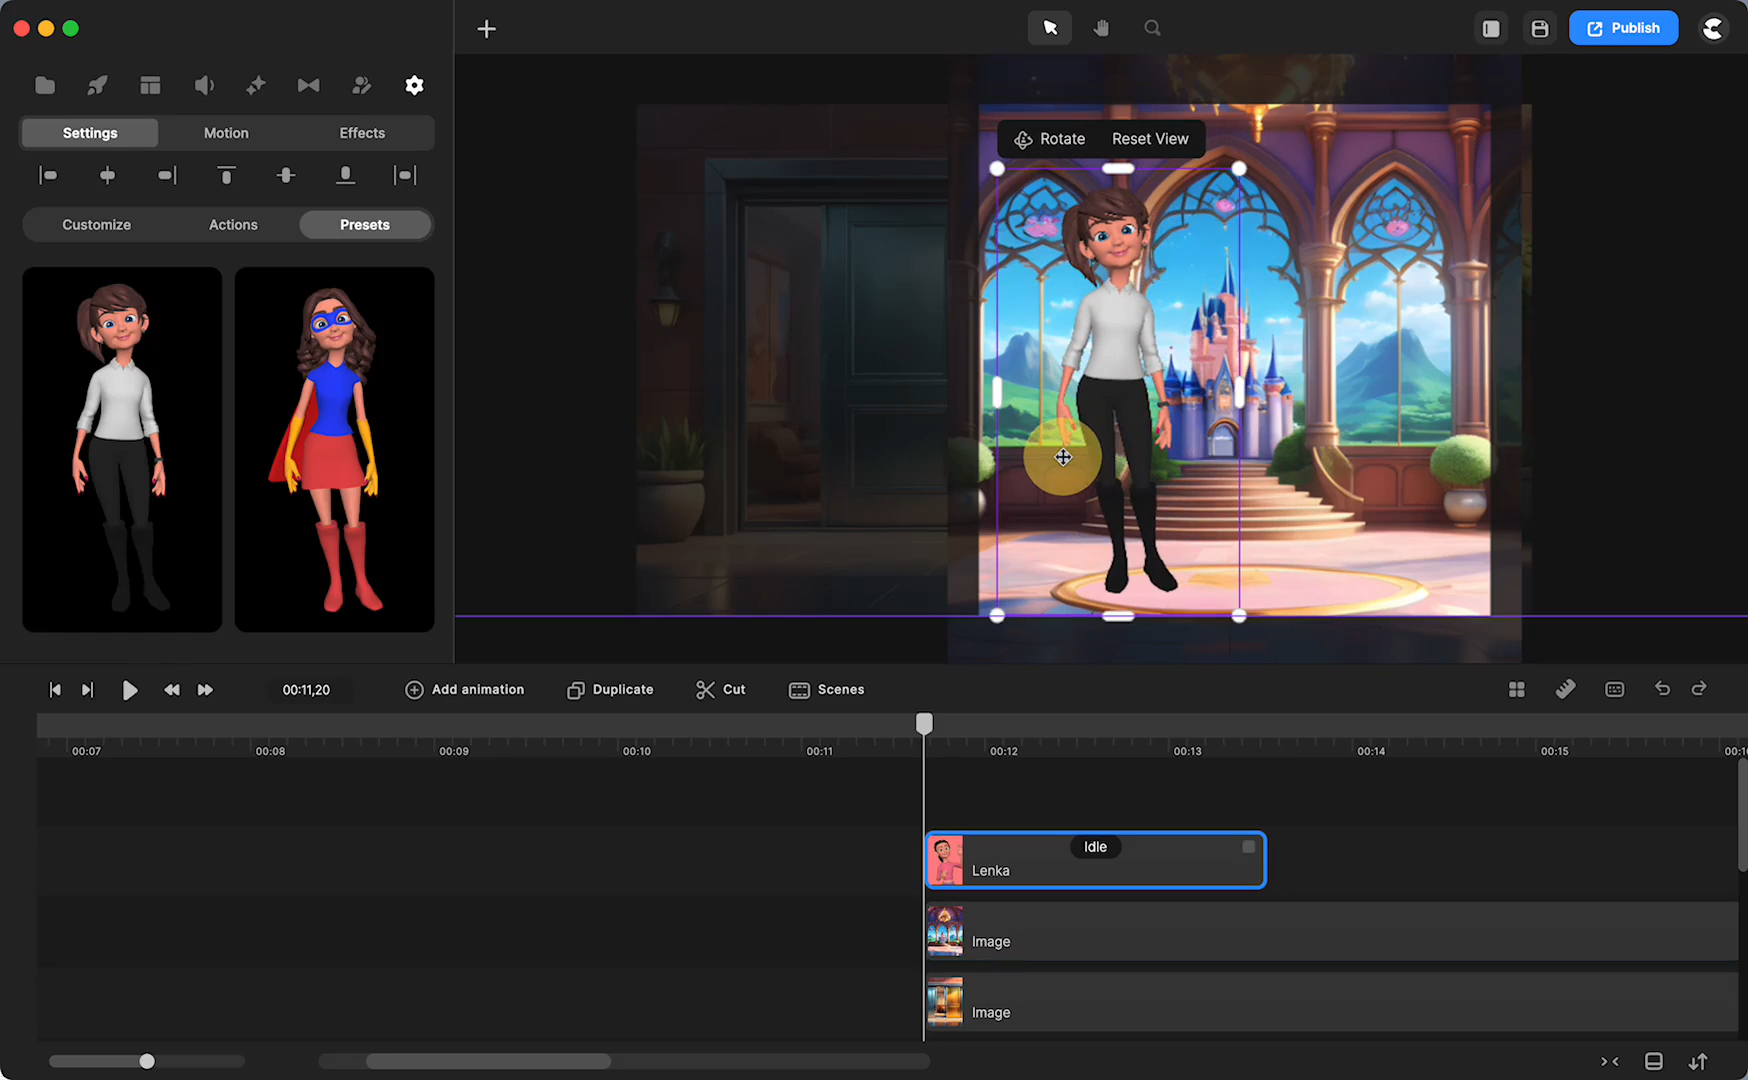 Publish
Settings
Motion
Effects
Rotate
Reset View
Customize
Actions
Presets
00:11,20
Add animation
Duplicate
Cut
Scenes
00:07
00:08
00:09
00:10
00:11
00:12
00:13
00:14
00:15
Idle
Lenka
Image
Image